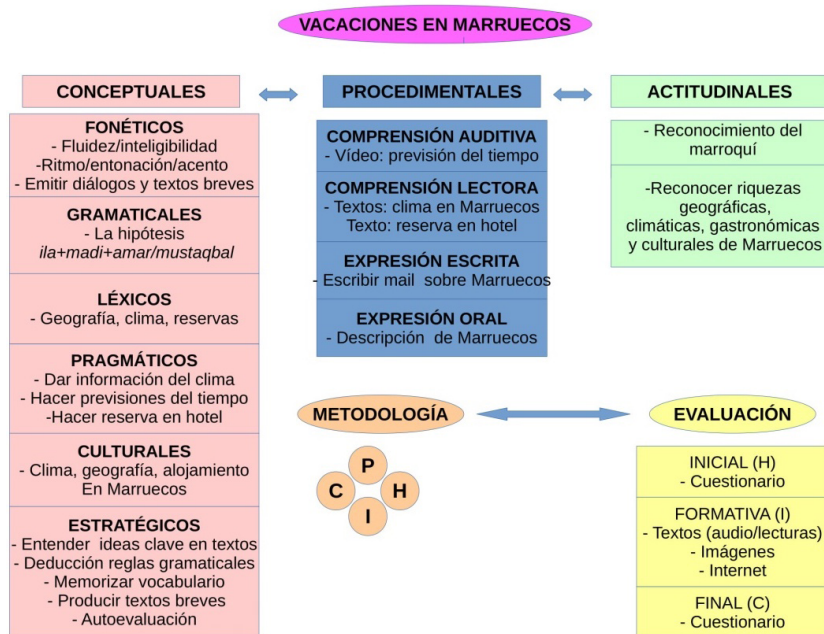 VACACIONES EN MARRUECOS
CONCEPTUALES
FONÉTICOS
- Fluidez/inteligibilidad
-Ritmo/entonación/acento
- Emitir diálogos y textos breves
GRAMATICALES
- La hipótesis
ila+madi+amar/mustaqbal
LÉXICOS
- Geografía, clima, reservas
PRAGMÁTICOS
- Dar información del clima
- Hacer previsiones del tiempo
-Hacer reserva en hotel
CULTURALES
- Clima, geografía, alojamiento
En Marruecos
ESTRATÉGICOS
- Entender ideas clave en textos
- Deducción reglas gramaticales
- Memorizar vocabulario
- Producir textos breves
- Autoevaluación
PROCEDIMENTALES
COMPRENSIÓN AUDITIVA
- Vídeo: previsión del tiempo
COMPRENSIÓN LECTORA
- Textos: clima en Marruecos
Texto: reserva en hotel
EXPRESIÓN ESCRITA
- Escribir mail sobre Marruecos
EXPRESIÓN ORAL
- Descripción de Marruecos
ACTITUDINALES
- Reconocimiento del
marroquí
-Reconocer riquezas
geográficas,
climáticas, gastronómicas
y culturales de Marruecos
METODOLOGÍA
P
C H
I
EVALUACIÓN
INICIAL (H)
- Cuestionario
FORMATIVA (I)
- Textos (audio/lecturas)
- Imágenes
- Internet
FINAL (C)
- Cuestionario